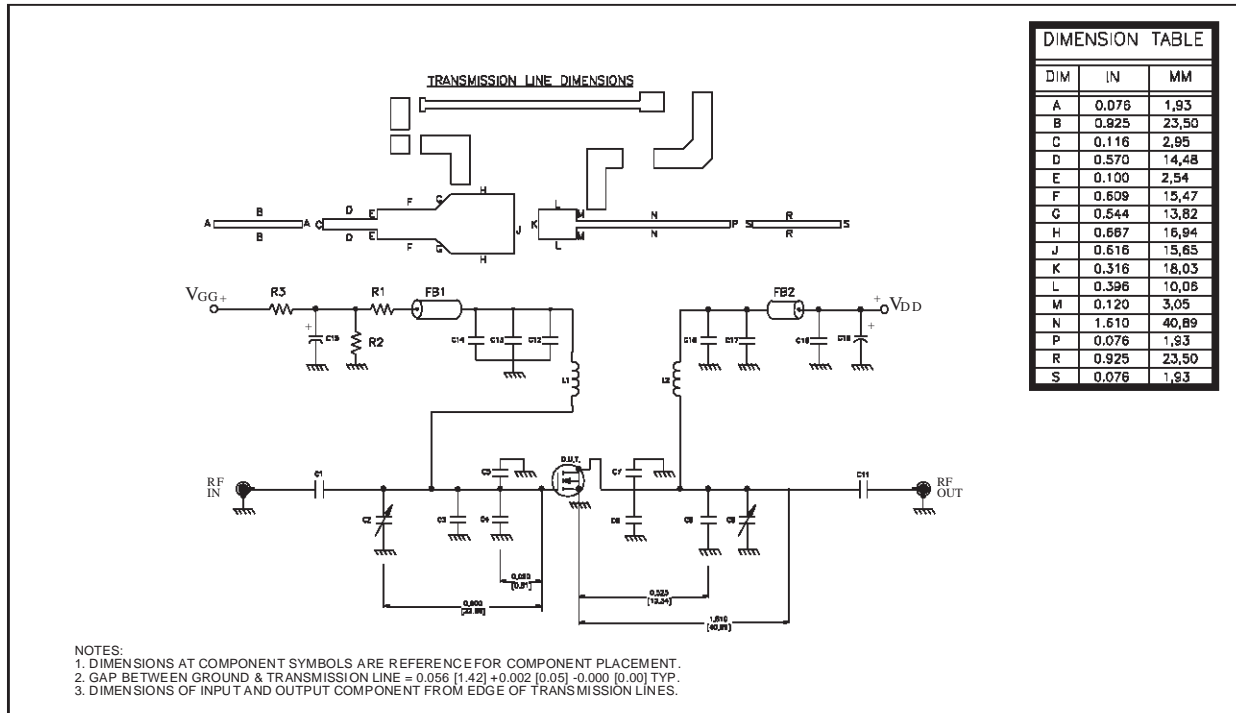 TRANSMISSION LINE DIMENSIONS
DIMENSION TABLE
DIM IN MM
A 0.076 1,93
B 0.925 23,50
C 0.116 2,95
D 0.570 14,48
E 0.100 2,54
F 0.609 15,47
G 0.544 13,82
H 0.667 16,94
J 0.616 15,65
K 0.316 18,03
L 0.396 10,06
M 0.120 3,05
N 1.610 40,89
P 0.076 1,93
R 0.925 23,50
S 0.076 1,93
H
F G L
B D E M N R
A A C J K P S S
B D E M N R
F G L
H
VGG+ R3 R1 FB1 FB2 + VDD
+ C15 R2 C14 C13 C12 C16 C17 +
L1 L2
D.U.T.
RF IN C1 C7 C11 RF OUT
C2 C3 C4
0,900
1,610
NOTES:
1. DIMENSIONS AT COMPONENT SYMBOLS ARE REFERENCE FOR COMPONENT PLACEMENT.
2. GAP BETWEEN GROUND & TRANSMISSION LINE = 0.056 [1.42] +0.002 [0.05] -0.000 [0.00] TYP.
3. DIMENSIONS OF INPUT AND OUTPUT COMPONENT FROM EDGE OF TRANSMISSION LINES.